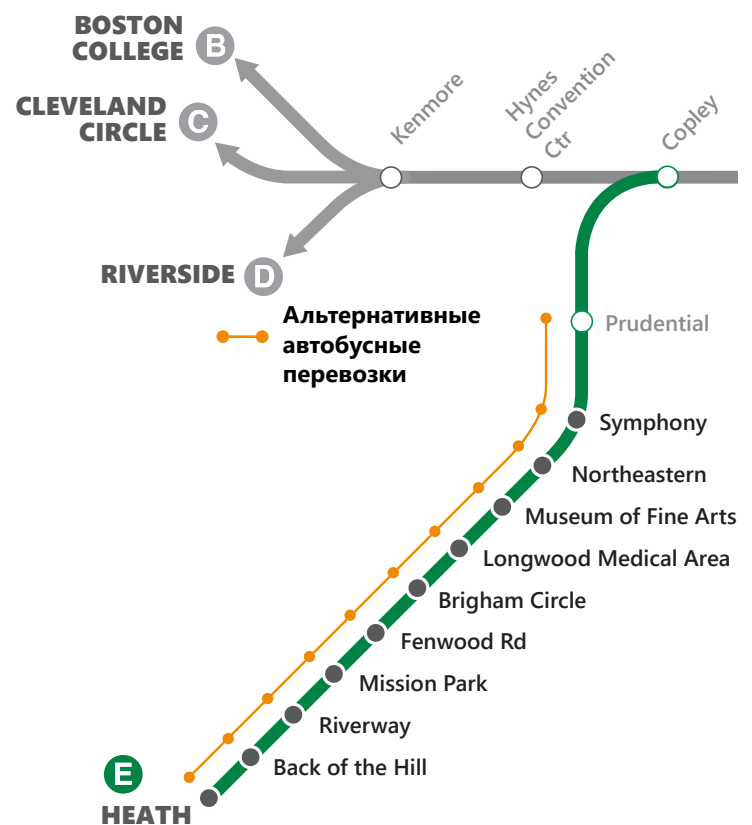 BOSTON
COLLEGE
B
CLEVELAND
CIRCLE
C
Kenmore
Hynes
Convention
Ctr
Copley
RIVERSIDE D
Альтернативные
автобусные
перевозки
Prudential
Symphony
Northeastern
Museum of Fine Arts
Longwood Medical Area
Brigham Circle
Fenwood Rd
Mission Park
Riverway
Back of the Hill
E
HEATH